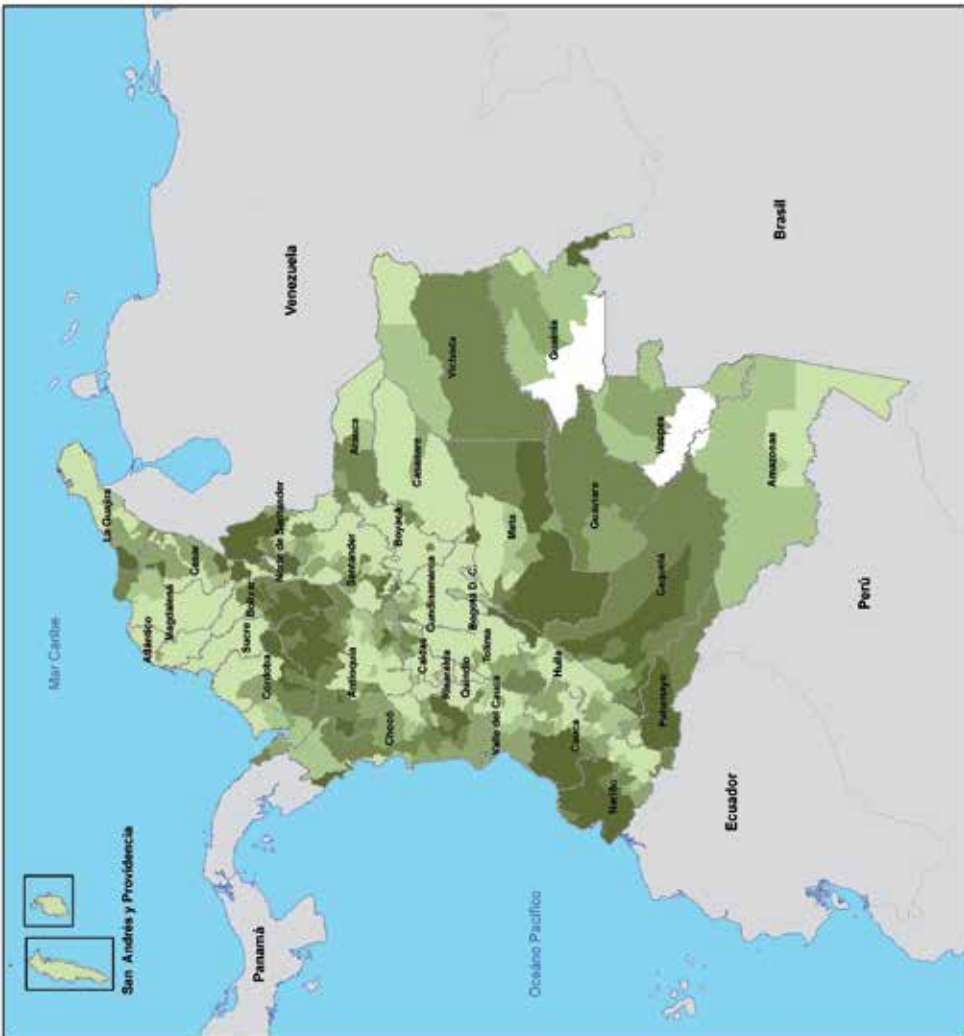 Mar Caribe
San Andrés y Providencia
Panamá
Océano Pacífico
Venezuela
Brasil
Perú
Ecuador
La Guajira
Atlántico
Magdalena
Cesar
Sucre
Bolívar
Córdoba
Norte de Santander
Antioquia
Santander
Arauca
Chocó
Caldas
Boyacá
Casanare
Risaralda
Cundinamarca
Quindío
Bogotá D. C.
Vichada
Valle del Cauca
Tolima
Meta
Huila
Guainía
Cauca
Guaviare
Nariño
Caquetá
Vaupés
Putumayo
Amazonas